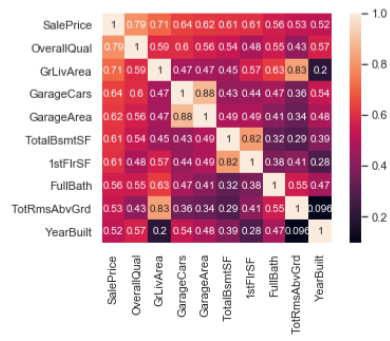 SalePrice 1 0.79 0.71 0.64 0.62 0.61 0.61 0.56 0.53 0.52
OverallQual 0.79 1 0.59 0.6 0.56 0.54 0.48 0.55 0.43 0.57
GrLivArea 0.71 0.59 1 0.47 0.47 0.45 0.57 0.63 0.83 0.2
GarageCars 0.64 0.6 0.47 1 0.88 0.43 0.44 0.47 0.36 0.54
GarageArea 0.62 0.56 0.47 0.88 1 0.49 0.49 0.41 0.34 0.48
TotalBsmtSF 0.61 0.54 0.45 0.43 0.49 1 0.82 0.32 0.29 0.39
1stFlrSF 0.61 0.48 0.57 0.44 0.49 0.82 1 0.38 0.41 0.28
FullBath 0.56 0.55 0.63 0.47 0.41 0.32 0.38 1 0.55 0.47
TotRmsAbvGrd 0.53 0.43 0.83 0.36 0.34 0.29 0.41 0.55 1 0.096
YearBuilt 0.52 0.57 0.2 0.54 0.48 0.39 0.28 0.47 0.096 1
SalePrice
OverallQual
GrLivArea
GarageCars
GarageArea
TotalBsmtSF
1stFlrSF
FullBath
TotRmsAbvGrd
YearBuilt
1.0
0.8
0.6
0.4
0.2